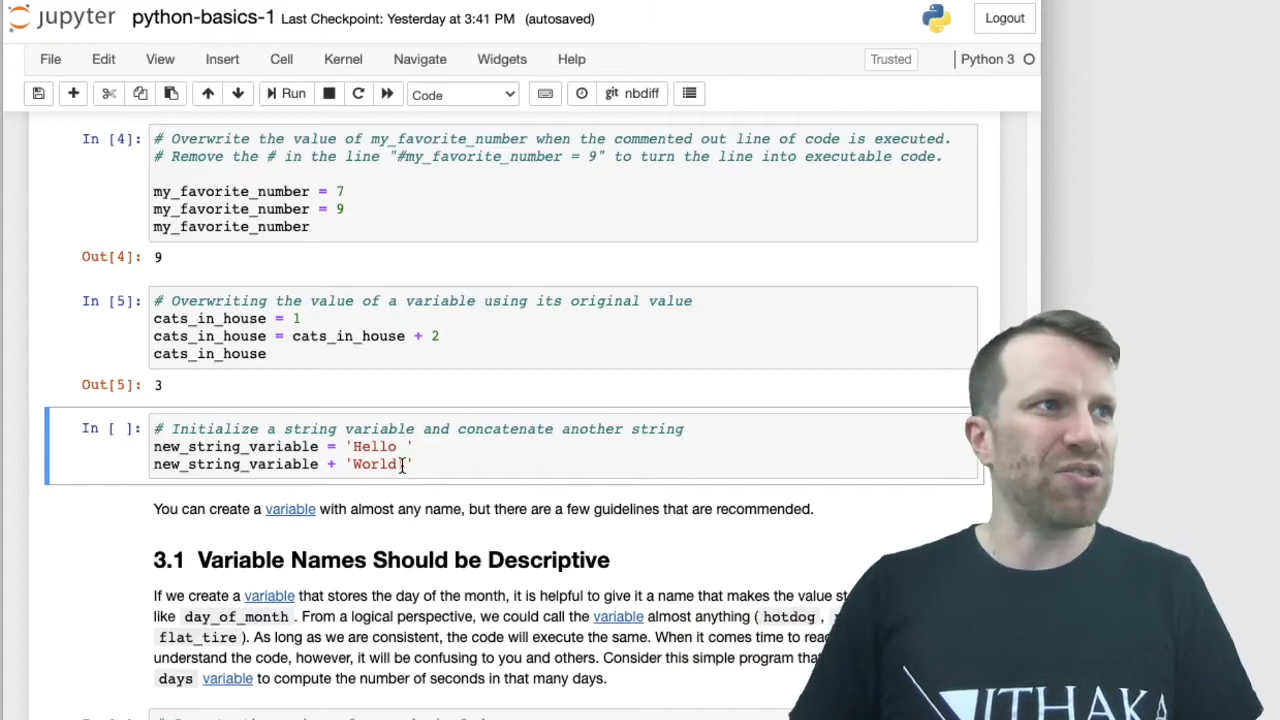 jupyter python-basics-1 Last Checkpoint: Yesterday at 3:41 PM (autosaved) Logout
File Edit View Insert Cell Kernel Navigate Widgets Help Trusted Python 3
Run Code git nbdiff
In [4]: # Overwrite the value of my_favorite_number when the commented out line of code is executed.
# Remove the # in the line "#my_favorite_number = 9" to turn the line into executable code.
my_favorite_number = 7
my_favorite_number = 9
my_favorite_number
Out[4]: 9
In [5]: # Overwriting the value of a variable using its original value
cats_in_house = 1
cats_in_house = cats_in_house + 2
cats_in_house
Out[5]: 3
In [ ]: # Initialize a string variable and concatenate another string
new_string_variable = 'Hello '
new_string_variable + 'World'
You can create a variable with almost any name, but there are a few guidelines that are recommended.
3.1 Variable Names Should be Descriptive
If we create a variable that stores the day of the month, it is helpful to give it a name that makes the value
like day_of_month. From a logical perspective, we could call the variable almost anything (hotdog,
flat_tire). As long as we are consistent, the code will execute the same. When it comes time to
understand the code, however, it will be confusing to you and others. Consider this simple program
days variable to compute the number of seconds in that many days.
ITHAKA